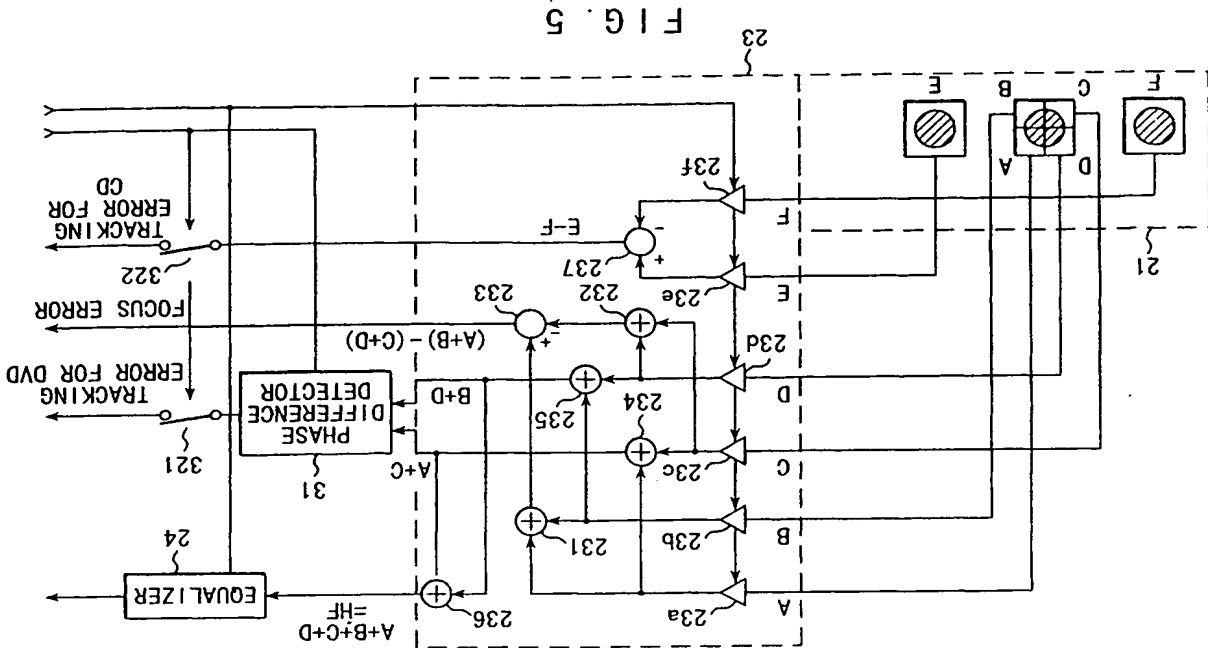 A+B+C+D
=HF
A
23a
236
EQUALIZER
24
B
23b
231
C
23c
234
A+C
31
321
PHASE
DIFFERENCE
DETECTOR
TRACKING
ERROR FOR DVD
D
23d
235
B+D
(A+B)-(C+D)
FOCUS ERROR
232
+
-
233
E
23e
+
237
322
21
F
23f
-
E-F
TRACKING
ERROR FOR
CD
D
A
F
C
B
E
23
FIG. 5